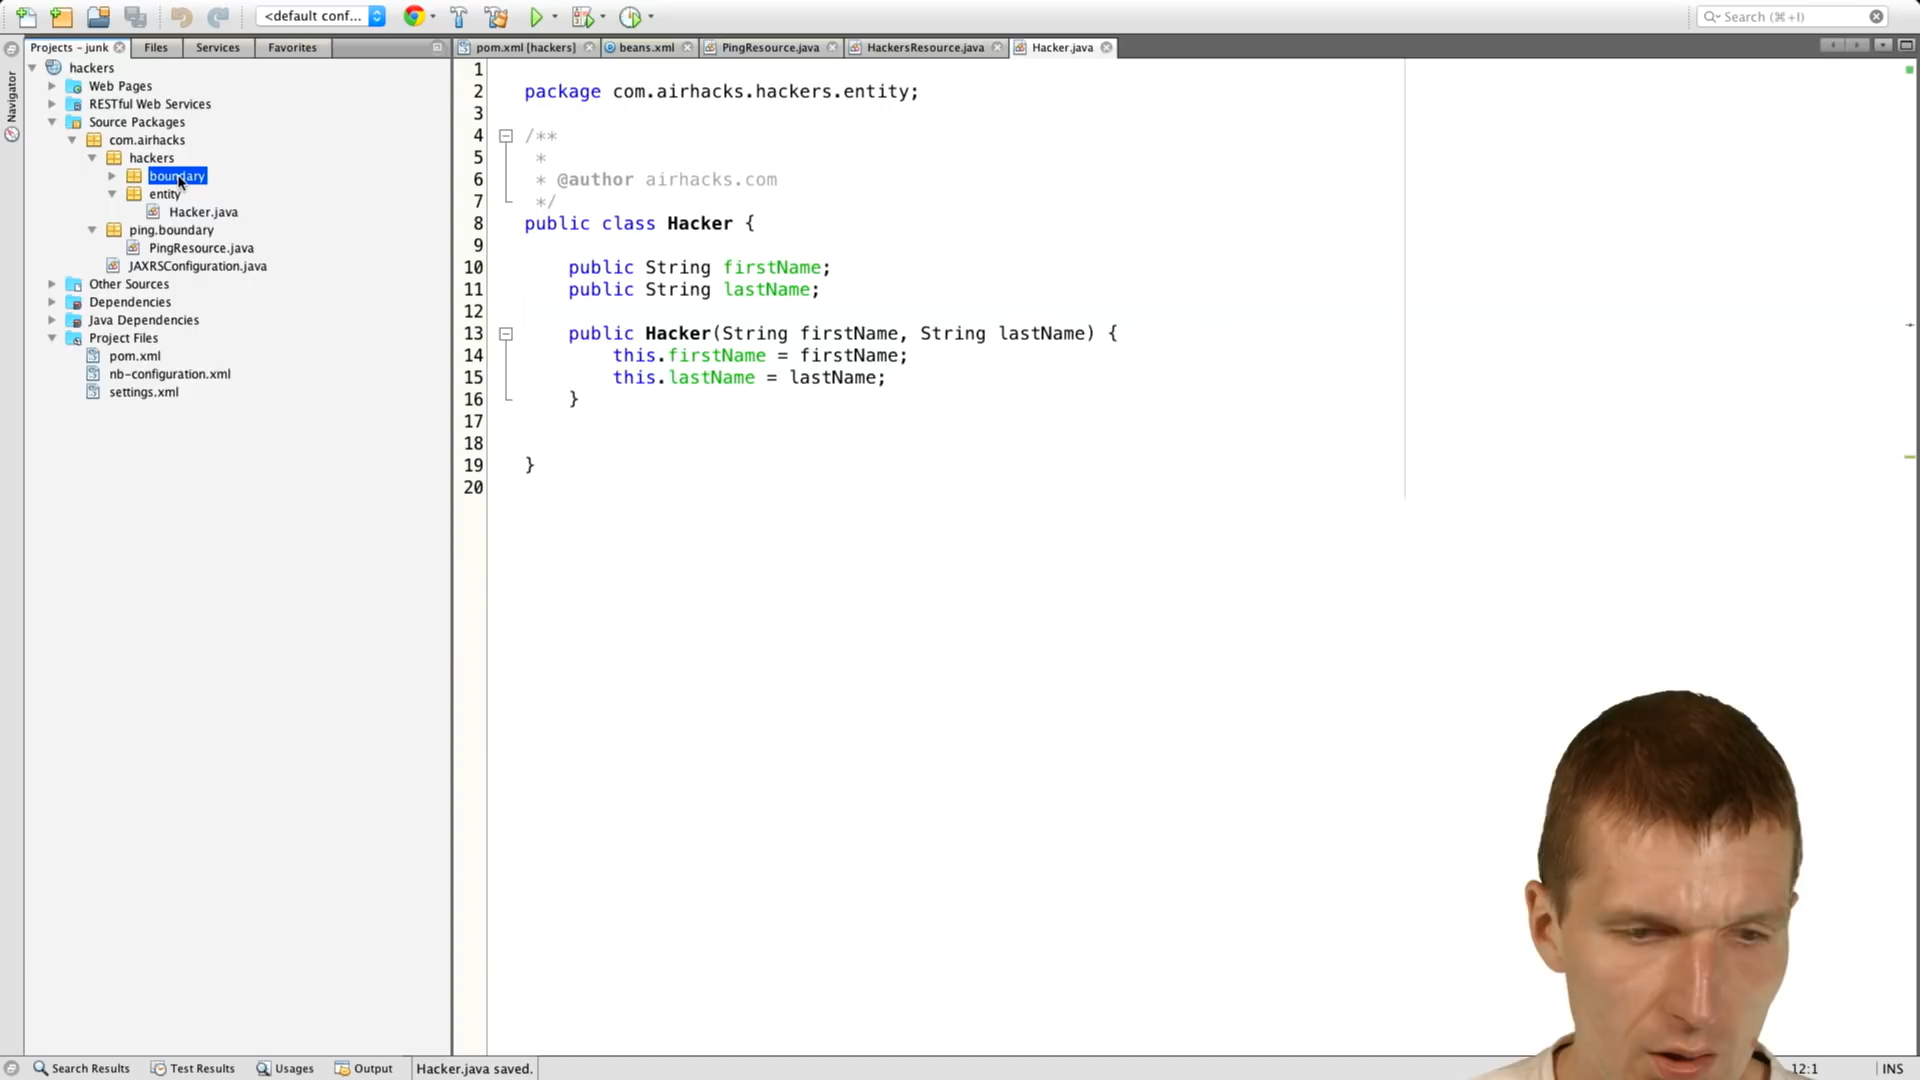 <default conf...
Search (⌘+I)
Projects – junk Files Services Favorites
pom.xml [hackers] beans.xml PingResource.java HackersResource.java Hacker.java
Navigator
hackers
Web Pages
RESTful Web Services
Source Packages
com.airhacks
hackers
boundary
entity
Hacker.java
ping.boundary
PingResource.java
JAXRSConfiguration.java
Other Sources
Dependencies
Java Dependencies
Project Files
pom.xml
nb-configuration.xml
settings.xml
1
2 package com.airhacks.hackers.entity;
3
4 /**
5 *
6 * @author airhacks.com
7 */
8 public class Hacker {
9
10 public String firstName;
11 public String lastName;
12
13 public Hacker(String firstName, String lastName) {
14 this.firstName = firstName;
15 this.lastName = lastName;
16 }
17
18
19 }
20
Search Results Test Results Usages Output Hacker.java saved. 12:1 INS